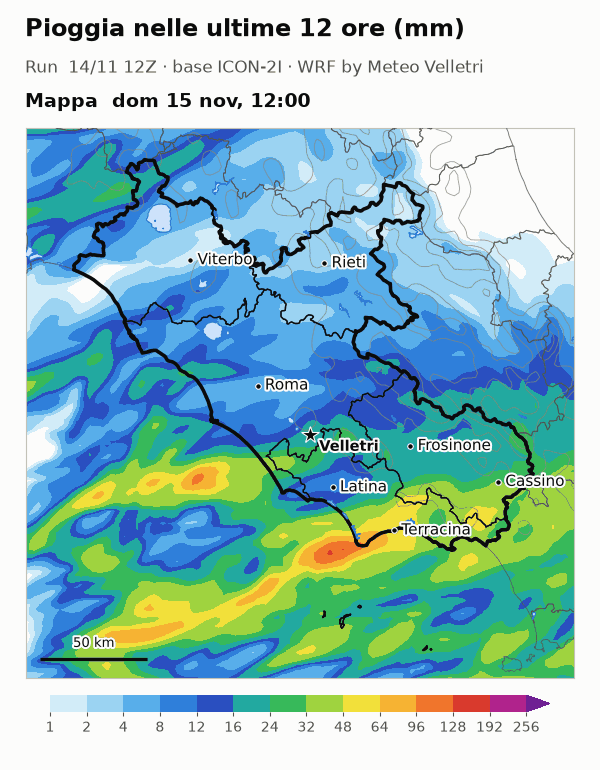 Pioggia nelle ultime 12 ore (mm)
Run 14/11 12Z · base ICON-2I · WRF by Meteo Velletri
Mappa dom 15 nov, 12:00
Viterbo
Rieti
Roma
Velletri
Frosinone
Latina
Cassino
Terracina
50 km
1 2 4 8 12 16 24 32 48 64 96 128 192 256